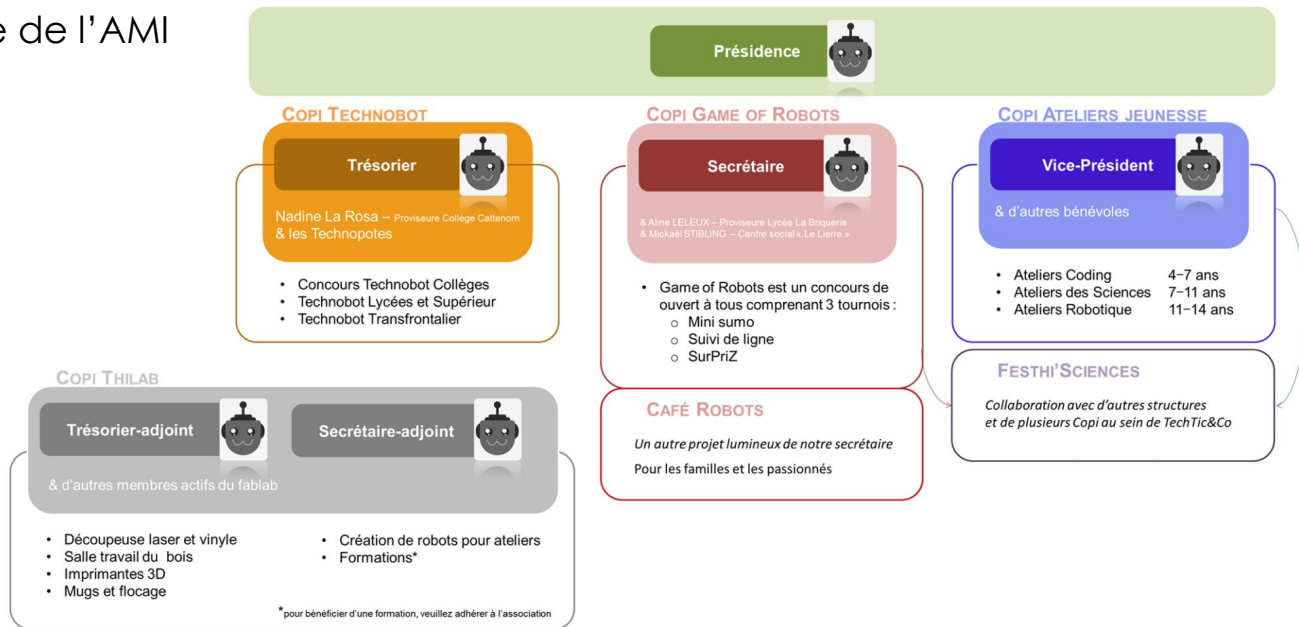 e de l'AMI
Présidence
COPI TECHNOBOT
Trésorier
Nadine La Rosa – Proviseure Collège Cattenom
& les Technopotes
• Concours Technobot Collèges
• Technobot Lycées et Supérieur
• Technobot Transfrontalier
COPI GAME OF ROBOTS
Secrétaire
& Aline LELEUX – Proviseure Lycée La Briquerie
& Mickaël STIBLING – Centre social « Le Lierre »
• Game of Robots est un concours de
ouvert à tous comprenant 3 tournois :
o Mini sumo
o Suivi de ligne
o SurPriZ
COPI ATELIERS JEUNESSE
Vice-Président
& d'autres bénévoles
• Ateliers Coding 4-7 ans
• Ateliers des Sciences 7-11 ans
• Ateliers Robotique 11-14 ans
COPI THILAB
Trésorier-adjoint
Secrétaire-adjoint
& d'autres membres actifs du fablab
• Découpeuse laser et vinyle
• Salle travail du bois
• Imprimantes 3D
• Mugs et flocage
• Création de robots pour ateliers
• Formations*
*pour bénéficier d'une formation, veuillez adhérer à l'association
CAFÉ ROBOTS
Un autre projet lumineux de notre secrétaire
Pour les familles et les passionnés
FESTHI'SCIENCES
Collaboration avec d'autres structures
et de plusieurs Copi au sein de TechTic&Co